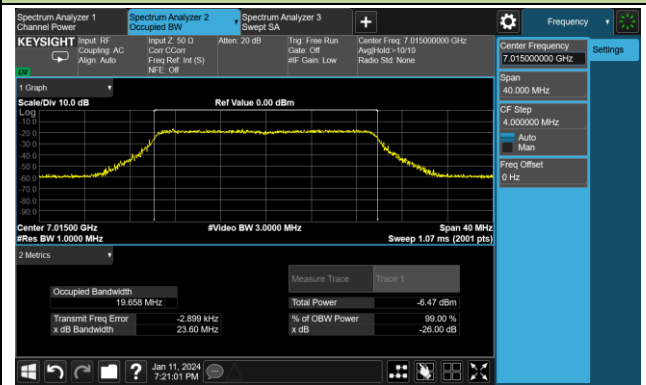 Spectrum Analyzer 1
Channel Power
Spectrum Analyzer 2
Occupied BW
Spectrum Analyzer 3
Swept SA
Frequency
KEYSIGHT
Input: RF
Coupling: AC
Align: Auto
Input Z: 50 Ω
Corr CCorr
Freq Ref: Int (S)
NFE: Off
Atten: 20 dB
Trig: Free Run
Gate: Off
#IF Gain: Low
Center Freq: 7.015000000 GHz
Avg|Hold:>10/10
Radio Std: None
Center Frequency
7.015000000 GHz
Settings
Span
40.000 MHz
CF Step
4.000000 MHz
Auto
Man
Freq Offset
0 Hz
1 Graph
Scale/Div 10.0 dB
Ref Value 0.00 dBm
Log
-10.0
-20.0
-30.0
-40.0
-50.0
-60.0
-70.0
-80.0
-90.0
Center 7.01500 GHz
#Video BW 3.0000 MHz
Span 40 MHz
#Res BW 1.0000 MHz
Sweep 1.07 ms (2001 pts)
2 Metrics
Measure Trace
Trace 1
Occupied Bandwidth
19.658 MHz
Total Power
-6.47 dBm
Transmit Freq Error
-2.899 kHz
% of OBW Power
99.00 %
x dB Bandwidth
23.60 MHz
x dB
-26.00 dB
Jan 11, 2024
7:21:01 PM